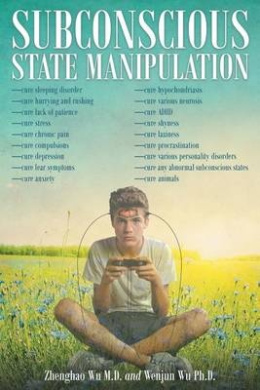 SUBCONSCIOUS
STATE MANIPULATION
—cure sleeping disorder
—cure hurrying and rushing
—cure lack of patience
—cure stress
—cure chronic pain
—cure compulsions
—cure depression
—cure fear symptoms
—cure anxiety
—cure hypochondriasis
—cure various neurosis
—cure ADHD
—cure shyness
—cure laziness
—cure procrastination
—cure various personality disorders
—cure any abnormal subconscious states
—cure animals
Zhenghao Wu M.D. and Wenjun Wu Ph.D.